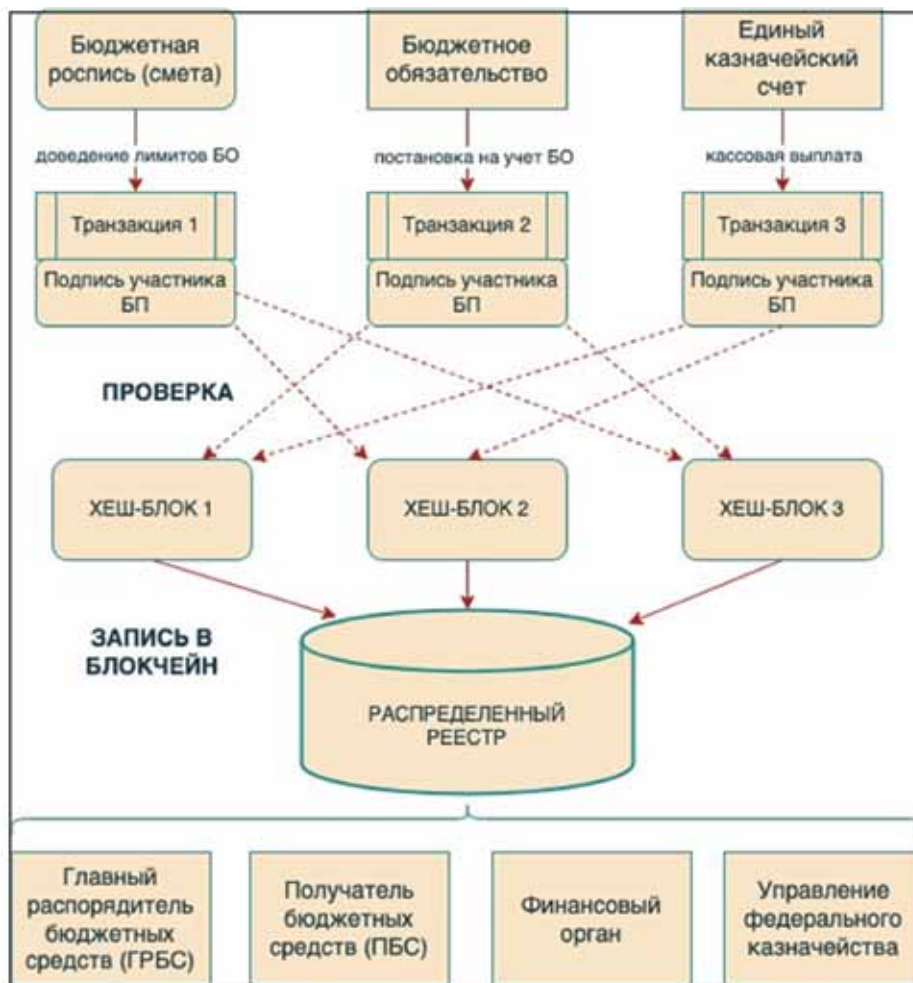 Бюджетная
роспись (смета)
Бюджетное
обязательство
Единый
казначейский
счет
доведение лимитов БО
постановка на учет БО
кассовая выплата
Транзакция 1
Транзакция 2
Транзакция 3
Подпись участника
БП
Подпись участника
БП
Подпись участника
БП
ПРОВЕРКА
ХЕШ-БЛОК 1
ХЕШ-БЛОК 2
ХЕШ-БЛОК 3
ЗАПИСЬ В
БЛОКЧЕЙН
РАСПРЕДЕЛЕННЫЙ
РЕЕСТР
Главный
распорядитель
бюджетных
средств (ГРБС)
Получатель
бюджетных
средств (ПБС)
Финансовый
орган
Управление
федерального
казначейства